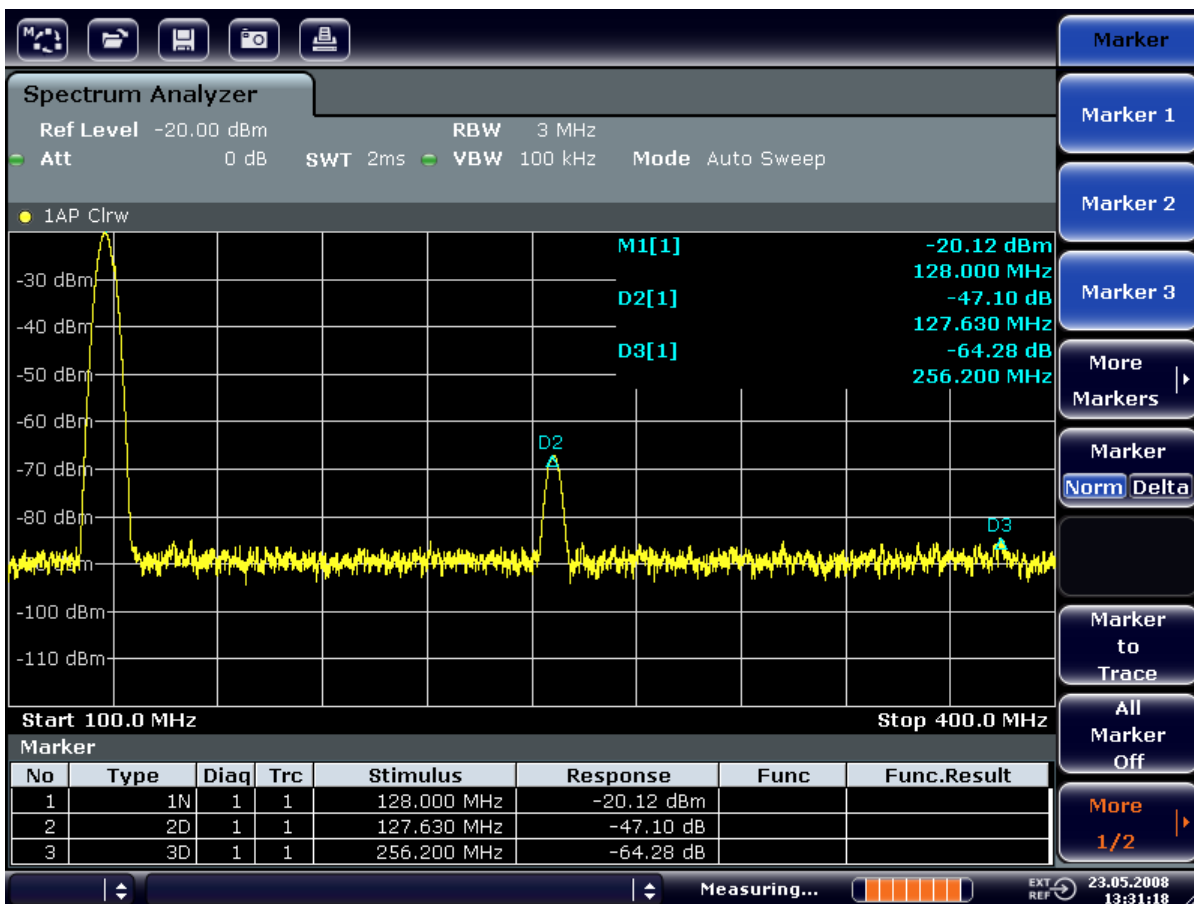 M
Marker
Spectrum Analyzer
Ref Level -20.00 dBm RBW 3 MHz
Att 0 dB SWT 2ms VBW 100 kHz Mode Auto Sweep
1AP Clrw
M1[1] -20.12 dBm
128.000 MHz
D2[1] -47.10 dB
127.630 MHz
D3[1] -64.28 dB
256.200 MHz
-30 dBm
-40 dBm
-50 dBm
-60 dBm
-70 dBm
-80 dBm
-100 dBm
-110 dBm
D2
D3
Start 100.0 MHz Stop 400.0 MHz
Marker
No Type Diag Trc Stimulus Response Func Func.Result
1 1N 1 1 128.000 MHz -20.12 dBm
2 2D 1 1 127.630 MHz -47.10 dB
3 3D 1 1 256.200 MHz -64.28 dB
Marker 1
Marker 2
Marker 3
More
Markers
Marker
Norm Delta
Marker
to
Trace
All
Marker
Off
More
1/2
Measuring...
EXT
REF
23.05.2008
13:31:18